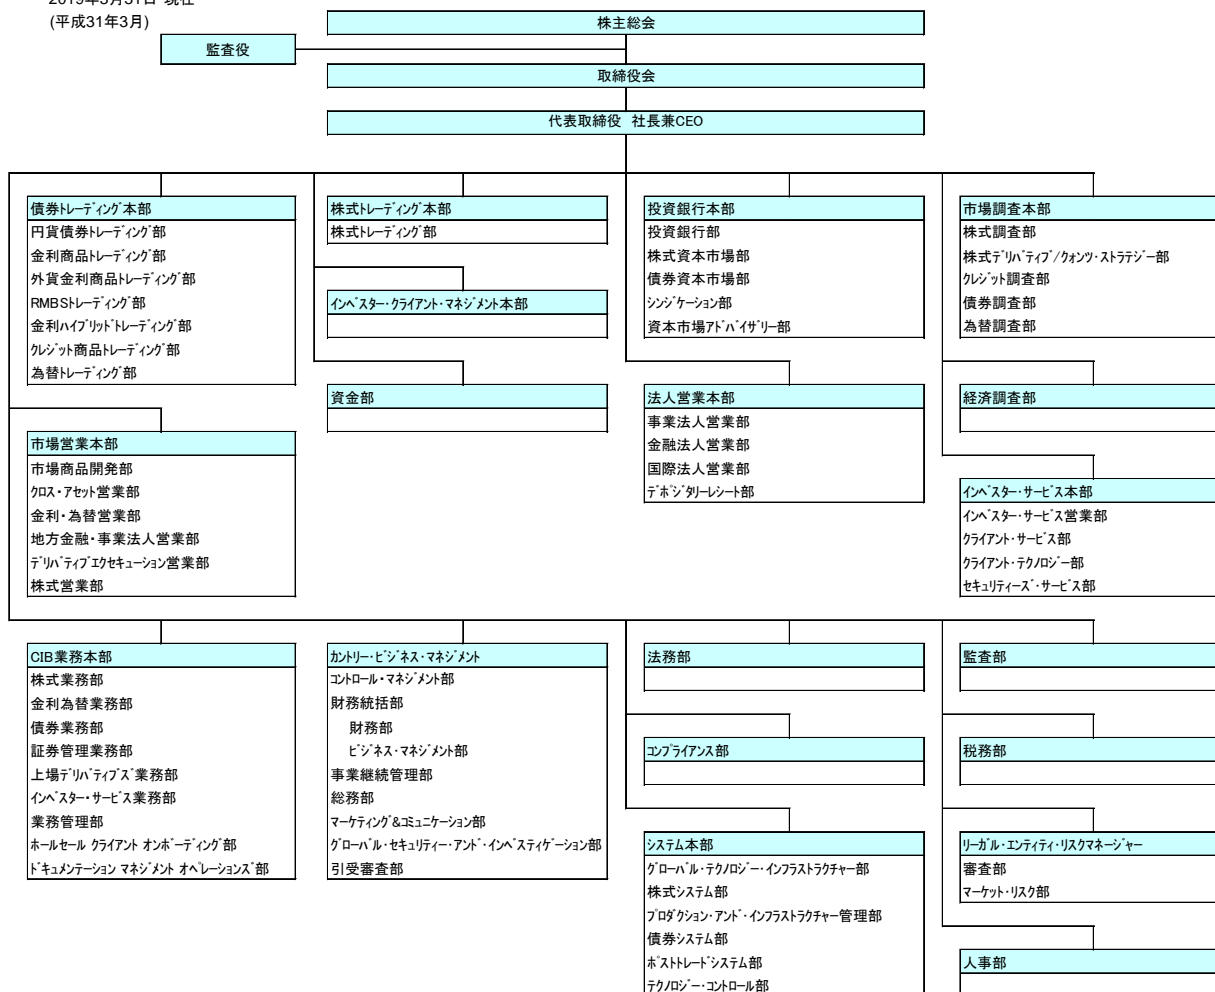 2019年3月31日 現在
(平成31年3月)
株主総会
監査役
取締役会
代表取締役 社長兼CEO
債券ﾄﾚｰﾃﾞｨﾝｸﾞ本部
円貨債券ﾄﾚｰﾃﾞｨﾝｸﾞ部
金利商品ﾄﾚｰﾃﾞｨﾝｸﾞ部
外貨金利商品ﾄﾚｰﾃﾞｨﾝｸﾞ部
RMBSﾄﾚｰﾃﾞｨﾝｸﾞ部
金利ﾊｲﾌﾞﾘｯﾄﾞﾄﾚｰﾃﾞｨﾝｸﾞ部
ｸﾚｼﾞｯﾄ商品ﾄﾚｰﾃﾞｨﾝｸﾞ部
為替ﾄﾚｰﾃﾞｨﾝｸﾞ部
市場営業本部
市場商品開発部
ｸﾛｽ・ｱｾｯﾄ営業部
金利・為替営業部
地方金融・事業法人営業部
ﾃﾞﾘﾊﾞﾃｨﾌﾞｴｸｾｷｭｰｼｮﾝ営業部
株式営業部
株式ﾄﾚｰﾃﾞｨﾝｸﾞ本部
株式ﾄﾚｰﾃﾞｨﾝｸﾞ部
ｲﾝﾍﾞｽﾀｰ・ｸﾗｲｱﾝﾄ・ﾏﾈｼﾞﾒﾝﾄ本部
資金部
投資銀行本部
投資銀行部
株式資本市場部
債券資本市場部
ｼﾝｼﾞｹｰｼｮﾝ部
資本市場ｱﾄﾞﾊﾞｲｻﾞﾘｰ部
法人営業本部
事業法人営業部
金融法人営業部
国際法人営業部
ﾃﾞﾎﾟｼﾞﾀﾘｰﾚｼｰﾄ部
市場調査本部
株式調査部
株式ﾃﾞﾘﾊﾞﾃｨﾌﾞ/ｸｫﾝﾂ・ｽﾄﾗﾃｼﾞｰ部
ｸﾚｼﾞｯﾄ調査部
債券調査部
為替調査部
経済調査部
ｲﾝﾍﾞｽﾀｰ・ｻｰﾋﾞｽ本部
ｲﾝﾍﾞｽﾀｰ・ｻｰﾋﾞｽ営業部
ｸﾗｲｱﾝﾄ・ｻｰﾋﾞｽ部
ｸﾗｲｱﾝﾄ・ﾃｸﾉﾛｼﾞｰ部
ｾｷｭﾘﾃｨｰｽﾞ・ｻｰﾋﾞｽ部
CIB業務本部
株式業務部
金利為替業務部
債券業務部
証券管理業務部
上場ﾃﾞﾘﾊﾞﾃｨﾌﾞｽﾞ業務部
ｲﾝﾍﾞｽﾀｰ・ｻｰﾋﾞｽ業務部
業務管理部
ﾎｰﾙｾｰﾙ ｸﾗｲｱﾝﾄ ｵﾝﾎﾞｰﾃﾞｨﾝｸﾞ部
ﾄﾞｷｭﾒﾝﾃｰｼｮﾝ ﾏﾈｼﾞﾒﾝﾄ ｵﾍﾟﾚｰｼｮﾝｽﾞ部
ｶﾝﾄﾘｰ・ﾋﾞｼﾞﾈｽ・ﾏﾈｼﾞﾒﾝﾄ
ｺﾝﾄﾛｰﾙ・ﾏﾈｼﾞﾒﾝﾄ部
財務統括部
財務部
ﾋﾞｼﾞﾈｽ・ﾏﾈｼﾞﾒﾝﾄ部
事業継続管理部
総務部
ﾏｰｹﾃｨﾝｸﾞ&ｺﾐｭﾆｹｰｼｮﾝ部
ｸﾞﾛｰﾊﾞﾙ・ｾｷｭﾘﾃｨｰ・ｱﾝﾄﾞ・ｲﾝﾍﾞｽﾃｨｹﾞｰｼｮﾝ部
引受審査部
法務部
ｺﾝﾌﾟﾗｲｱﾝｽ部
ｼｽﾃﾑ本部
ｸﾞﾛｰﾊﾞﾙ・ﾃｸﾉﾛｼﾞｰ・ｲﾝﾌﾗｽﾄﾗｸﾁｬｰ部
株式ｼｽﾃﾑ部
ﾌﾟﾛﾀﾞｸｼｮﾝ・ｱﾝﾄﾞ・ｲﾝﾌﾗｽﾄﾗｸﾁｬｰ管理部
債券ｼｽﾃﾑ部
ﾎﾟｽﾄﾄﾚｰﾄﾞｼｽﾃﾑ部
ﾃｸﾉﾛｼﾞｰ・ｺﾝﾄﾛｰﾙ部
監査部
税務部
ﾘｰｶﾞﾙ・ｴﾝﾃｨﾃｨ・ﾘｽｸﾏﾈｰｼﾞｬｰ
審査部
ﾏｰｹｯﾄ・ﾘｽｸ部
人事部